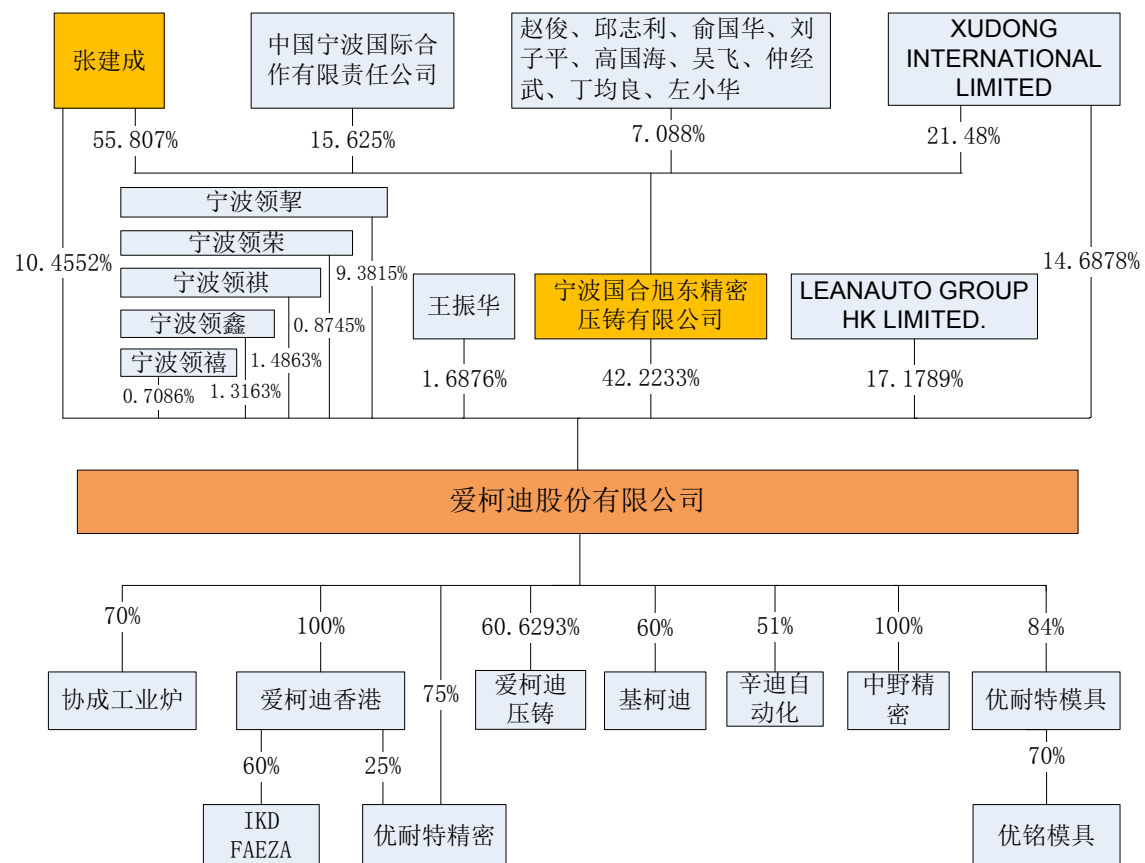 张建成
中国宁波国际合
作有限责任公司
赵俊、邱志利、俞国华、刘
子平、高国海、吴飞、仲经
武、丁均良、左小华
XUDONG
INTERNATIONAL
LIMITED
55.807%
15.625%
7.088%
21.48%
宁波领挈
宁波领荣
宁波领祺
宁波领鑫
宁波领禧
10.4552%
9.3815%
0.8745%
1.4863%
1.3163%
0.7086%
王振华
宁波国合旭东精密
压铸有限公司
LEANAUTO GROUP
HK LIMITED.
14.6878%
1.6876%
42.2233%
17.1789%
爱柯迪股份有限公司
70%
100%
75%
60.6293%
60%
51%
100%
84%
协成工业炉
爱柯迪香港
爱柯迪
压铸
基柯迪
辛迪自
动化
中野精
密
优耐特模具
60%
25%
70%
IKD
FAEZA
优耐特精密
优铭模具